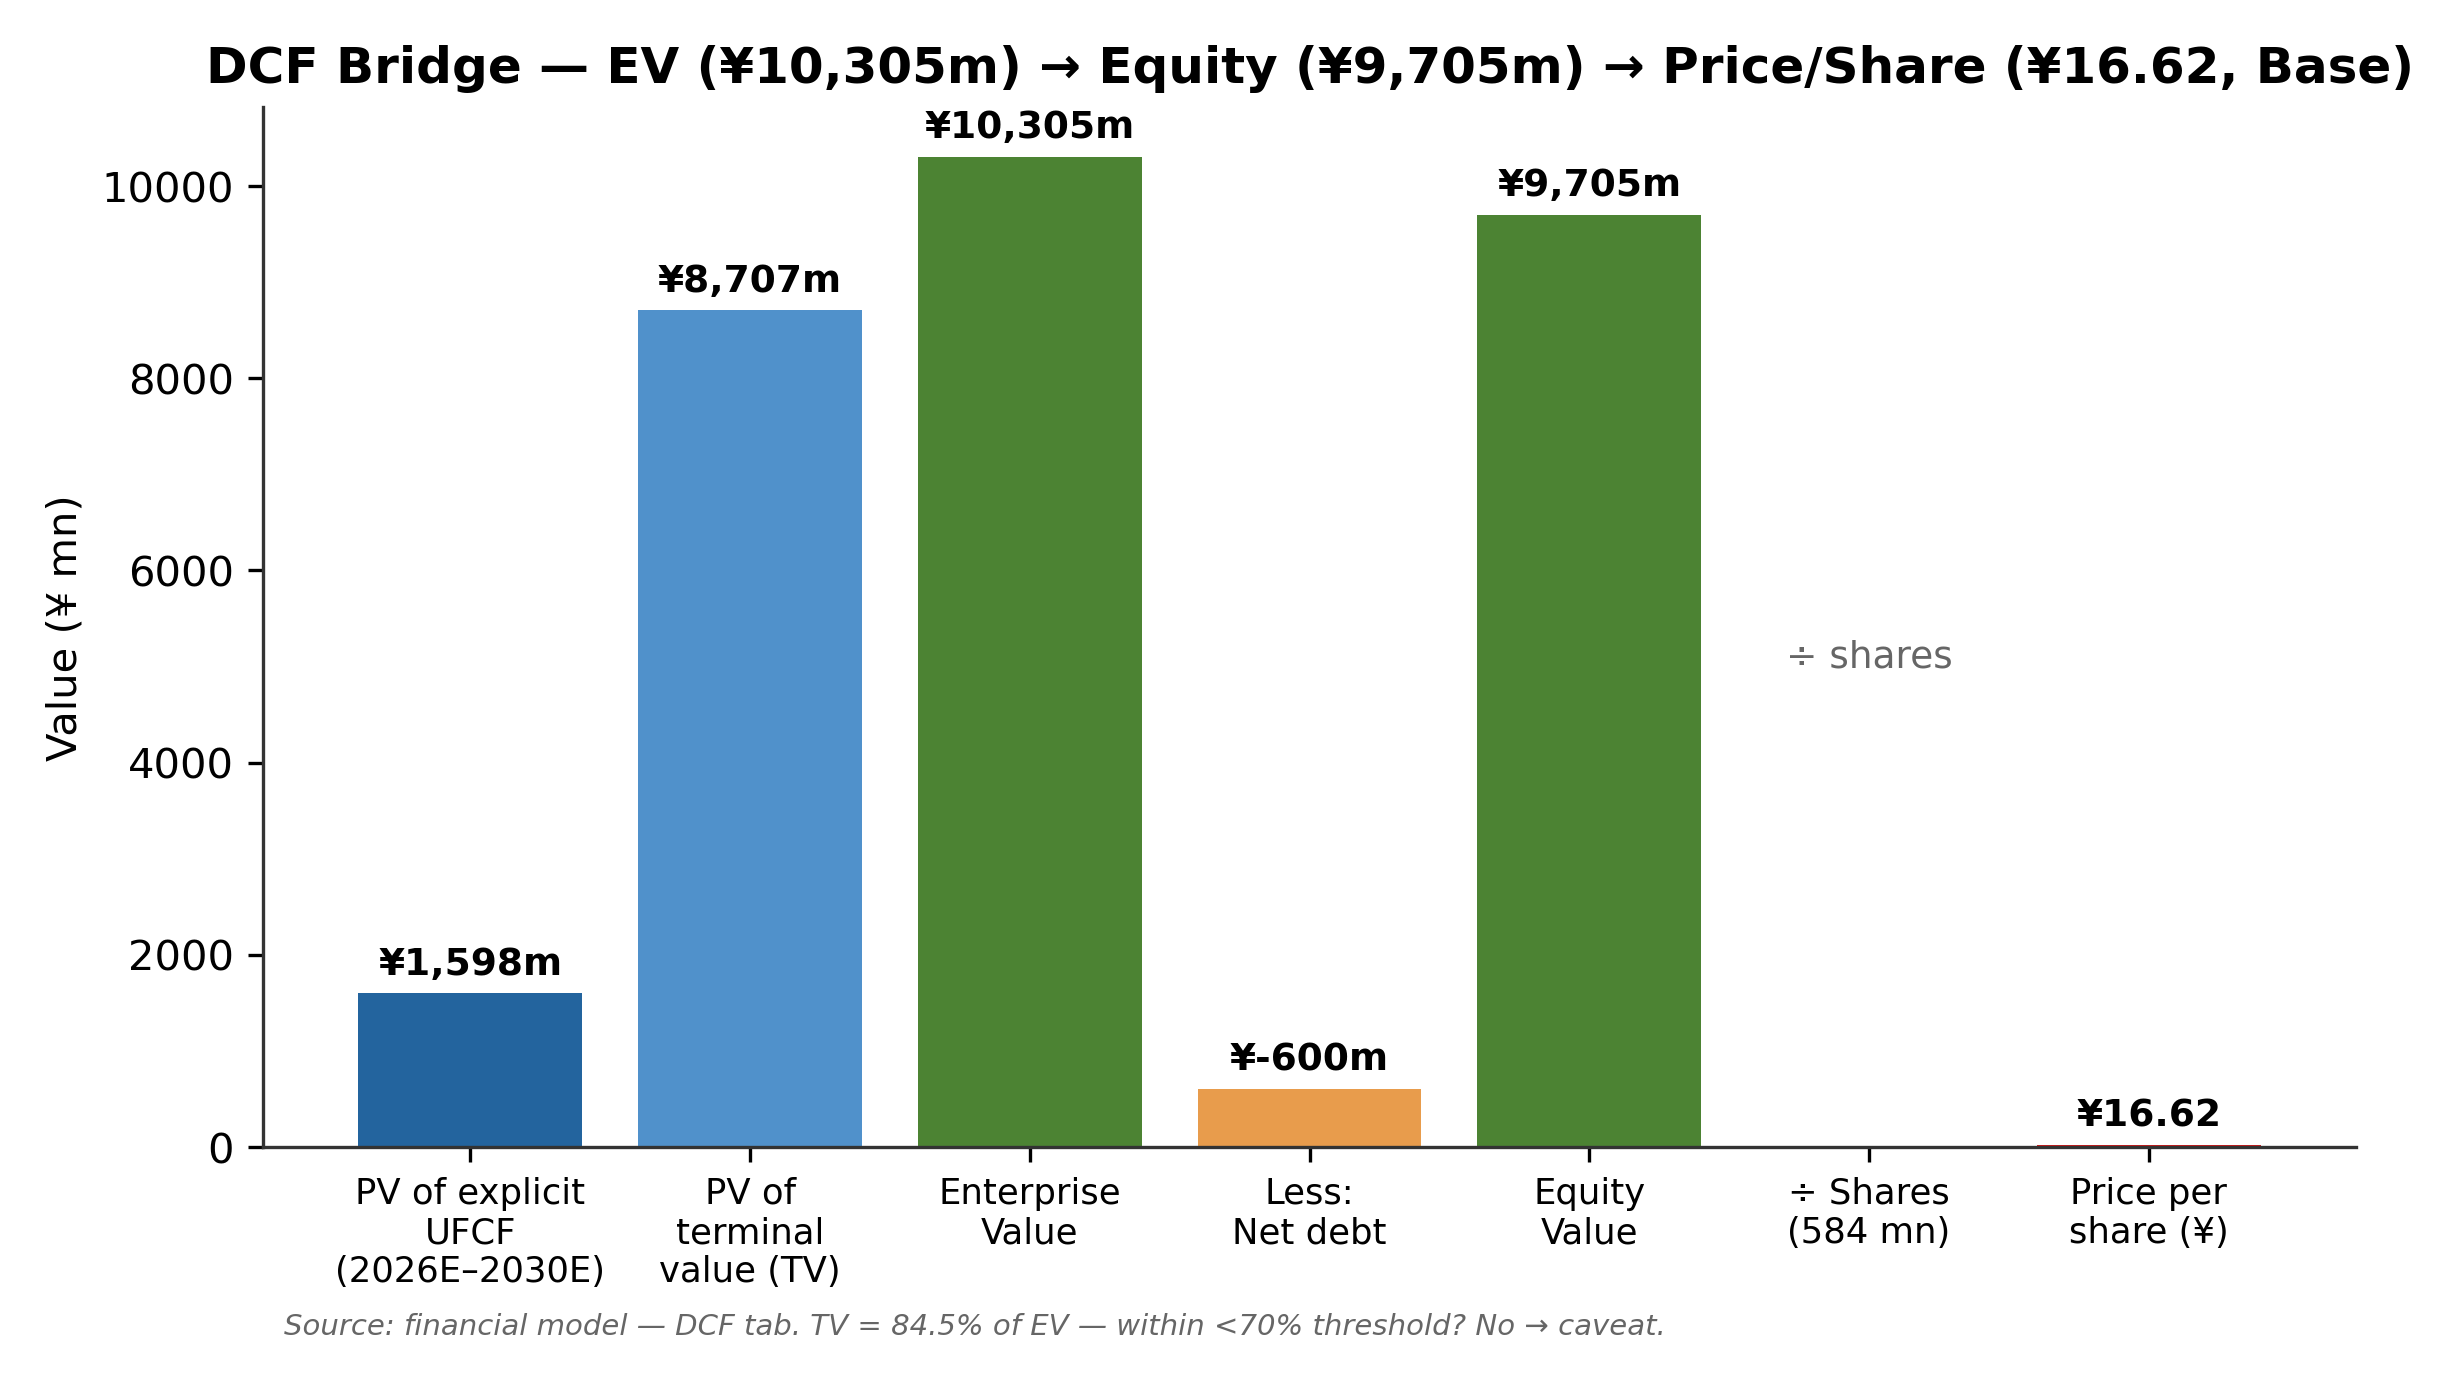 DCF Bridge — EV (¥10,305m) → Equity (¥9,705m) → Price/Share (¥16.62, Base)
Value (¥ mn)
10000
8000
6000
4000
2000
0
¥1,598m
¥8,707m
¥10,305m
¥-600m
¥9,705m
÷ shares
¥16.62
PV of explicit
UFCF
(2026E–2030E)
PV of
terminal
value (TV)
Enterprise
Value
Less:
Net debt
Equity
Value
÷ Shares
(584 mn)
Price per
share (¥)
Source: financial model — DCF tab. TV = 84.5% of EV — within <70% threshold? No → caveat.